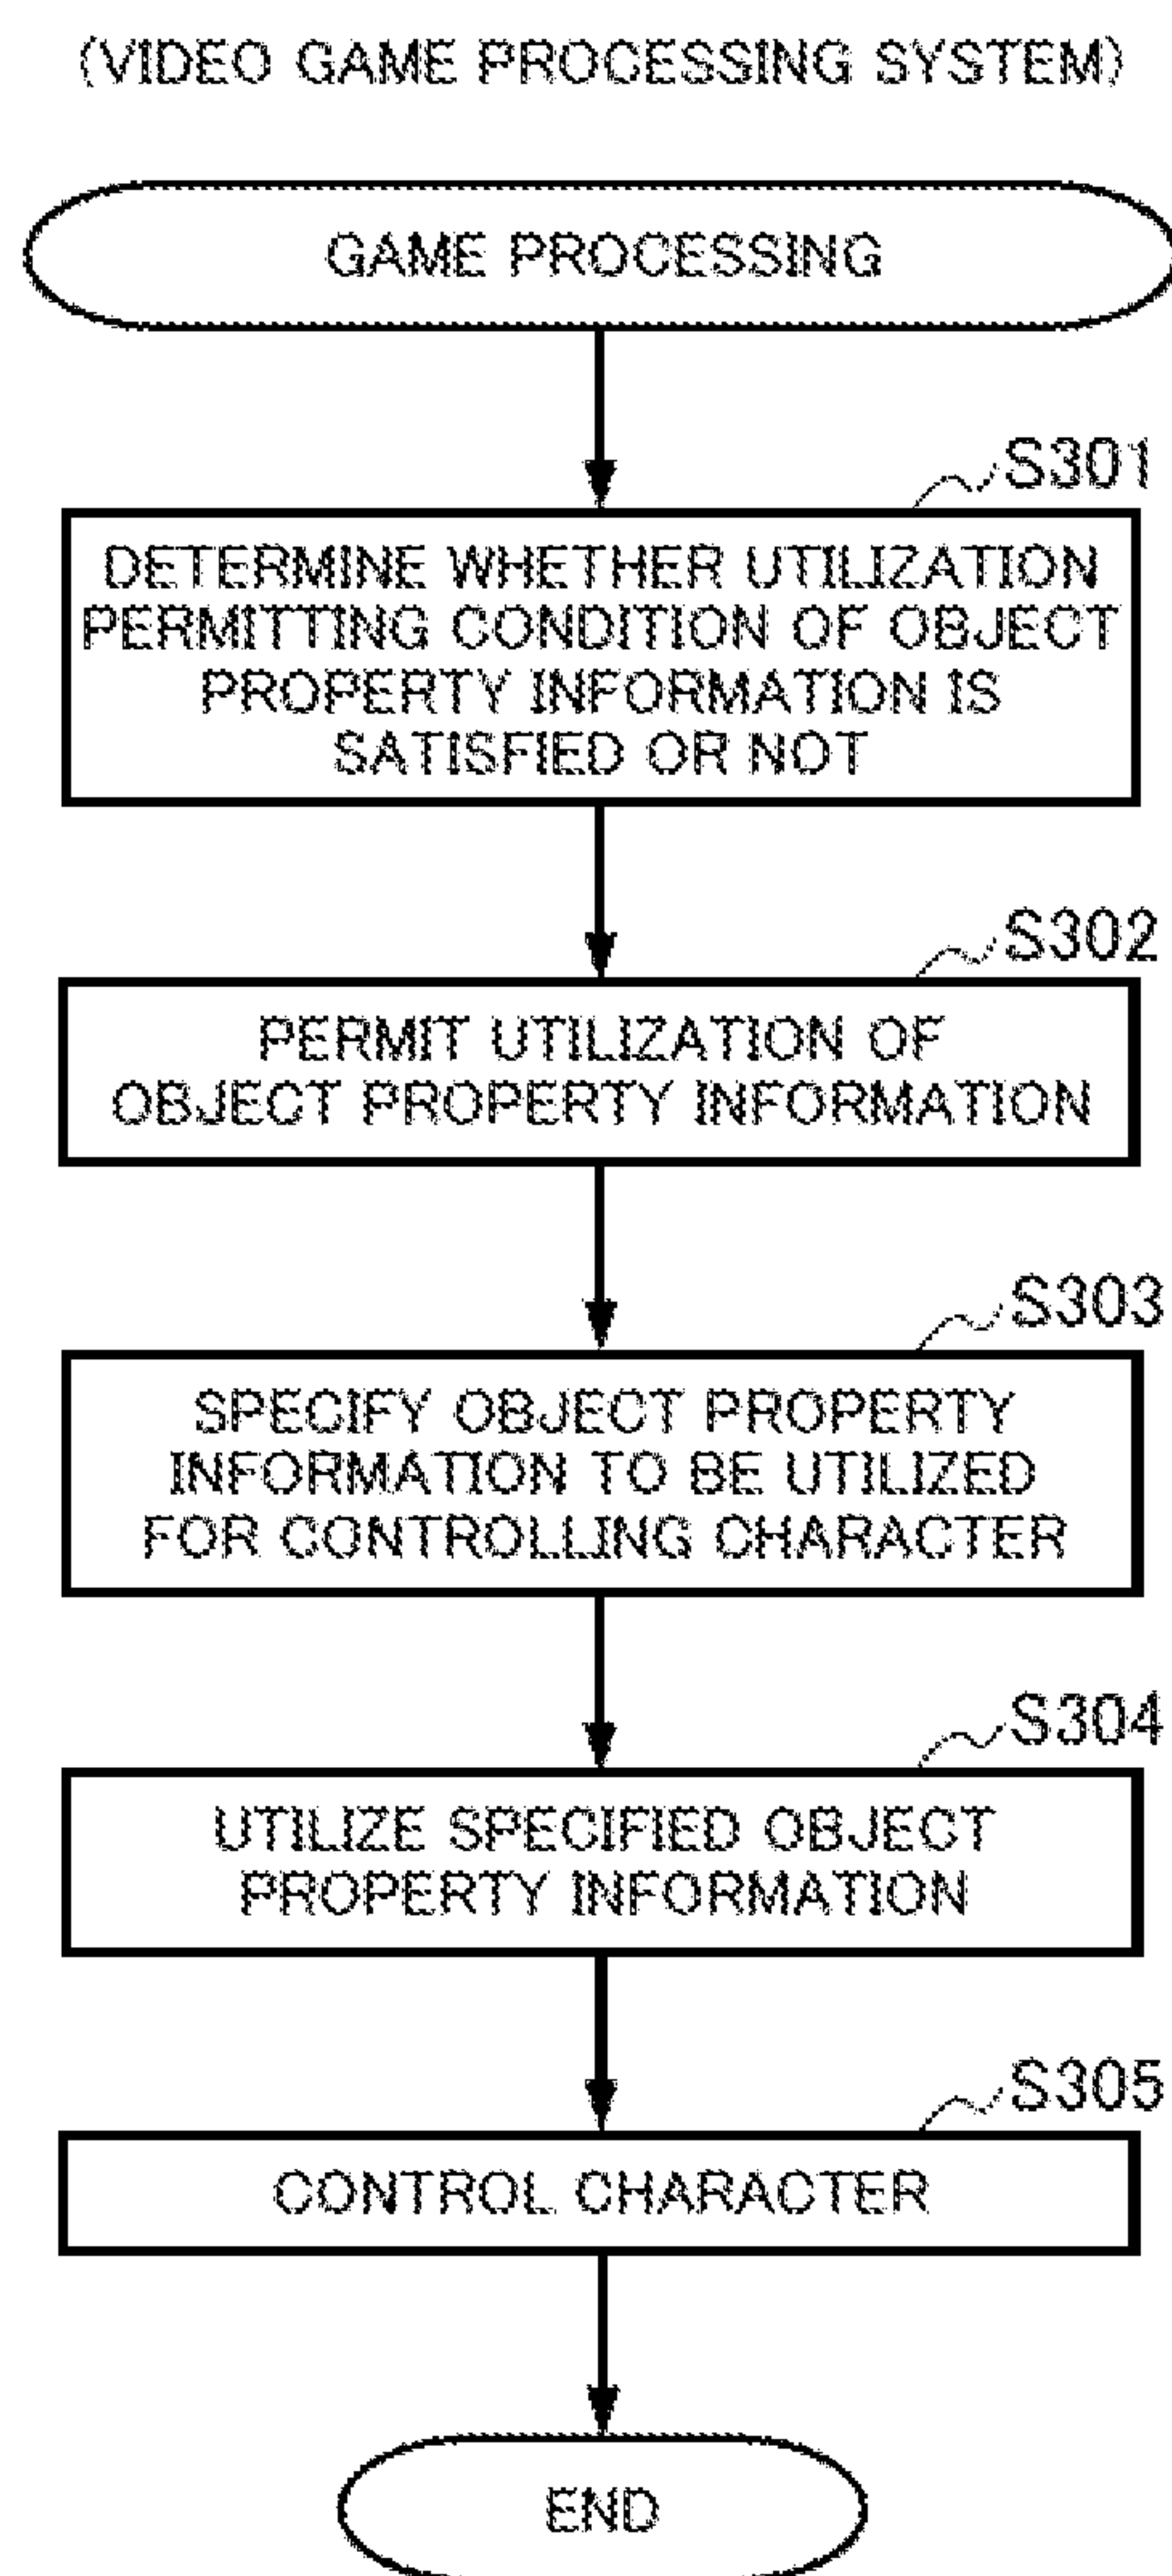 (VIDEO GAME PROCESSING SYSTEM)
GAME PROCESSING
S301
DETERMINE WHETHER UTILIZATION
PERMITTING CONDITION OF OBJECT
PROPERTY INFORMATION IS
SATISFIED OR NOT
S302
PERMIT UTILIZATION OF
OBJECT PROPERTY INFORMATION
S303
SPECIFY OBJECT PROPERTY
INFORMATION TO BE UTILIZED
FOR CONTROLLING CHARACTER
S304
UTILIZE SPECIFIED OBJECT
PROPERTY INFORMATION
S305
CONTROL CHARACTER
END